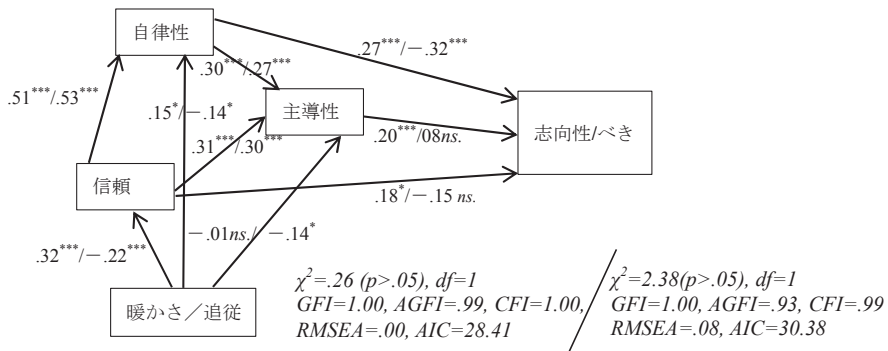 自律性
.27***/−.32***
.30***/.27***
.51***/.53***
.15*/−.14*
主導性
.20***/08ns.
志向性/べき
.31***/.30***
信頼
.18*/−.15 ns.
−.01ns./−.14*
.32***/−.22***
暖かさ／追従
χ²=.26 (p>.05), df=1
GFI=1.00, AGFI=.99, CFI=1.00,
RMSEA=.00, AIC=28.41
χ²=2.38(p>.05), df=1
GFI=1.00, AGFI=.93, CFI=.99
RMSEA=.08, AIC=30.38